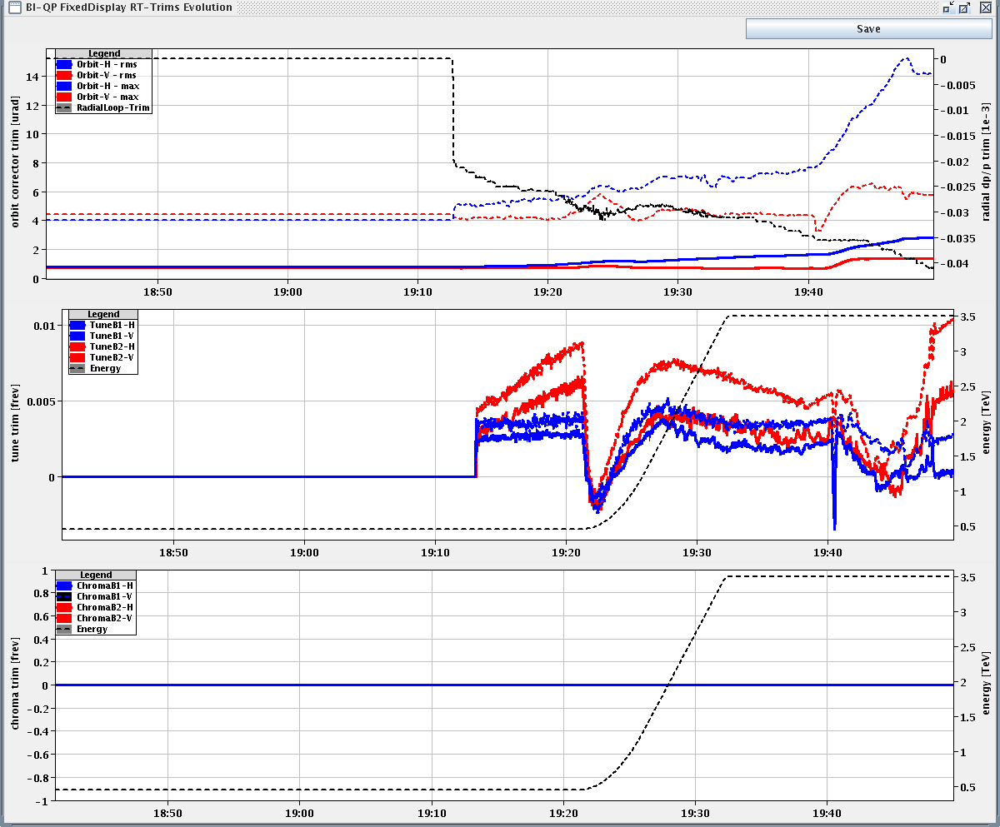 BI-QP FixedDisplay RT-Trims Evolution
Save
Legend
Orbit-H - rms
Orbit-V - rms
Orbit-H - max
Orbit-V - max
RadialLoop-Trim
orbit corrector trim [urad]
14
12
10
8
6
4
2
0
0
-0.005
-0.01
-0.015
-0.02
-0.025
-0.03
-0.035
-0.04
radial dp/p trim [1e-3]
18:50 19:00 19:10 19:20 19:30 19:40
Legend
TuneB1-H
TuneB1-V
TuneB2-H
TuneB2-V
Energy
tune trim [frev]
0.01
0.005
0
3.5
3
2.5
2
1.5
1
0.5
energy [TeV]
18:50 19:00 19:10 19:20 19:30 19:40
Legend
ChromaB1-H
ChromaB1-V
ChromaB2-H
ChromaB2-V
Energy
chroma trim [frev]
1
0.8
0.6
0.4
0.2
0
-0.2
-0.4
-0.6
-0.8
-1
3.5
3
2.5
2
1.5
1
0.5
energy [TeV]
18:50 19:00 19:10 19:20 19:30 19:40